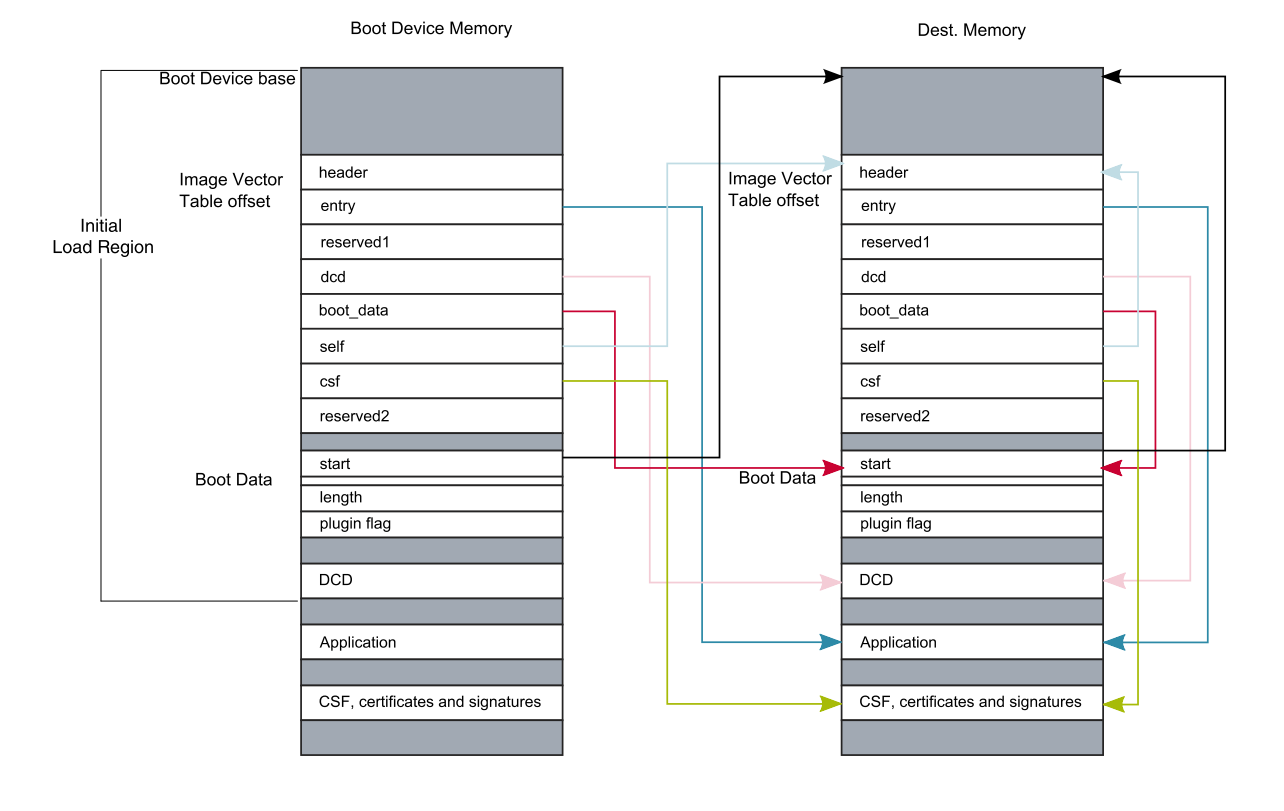 Boot Device Memory
Dest. Memory
Boot Device base
Image Vector
Table offset
Initial
Load Region
Boot Data
header
entry
reserved1
dcd
boot_data
self
csf
reserved2
start
length
plugin flag
DCD
Application
CSF, certificates and signatures
Image Vector
Table offset
Boot Data
header
entry
reserved1
dcd
boot_data
self
csf
reserved2
start
length
plugin flag
DCD
Application
CSF, certificates and signatures